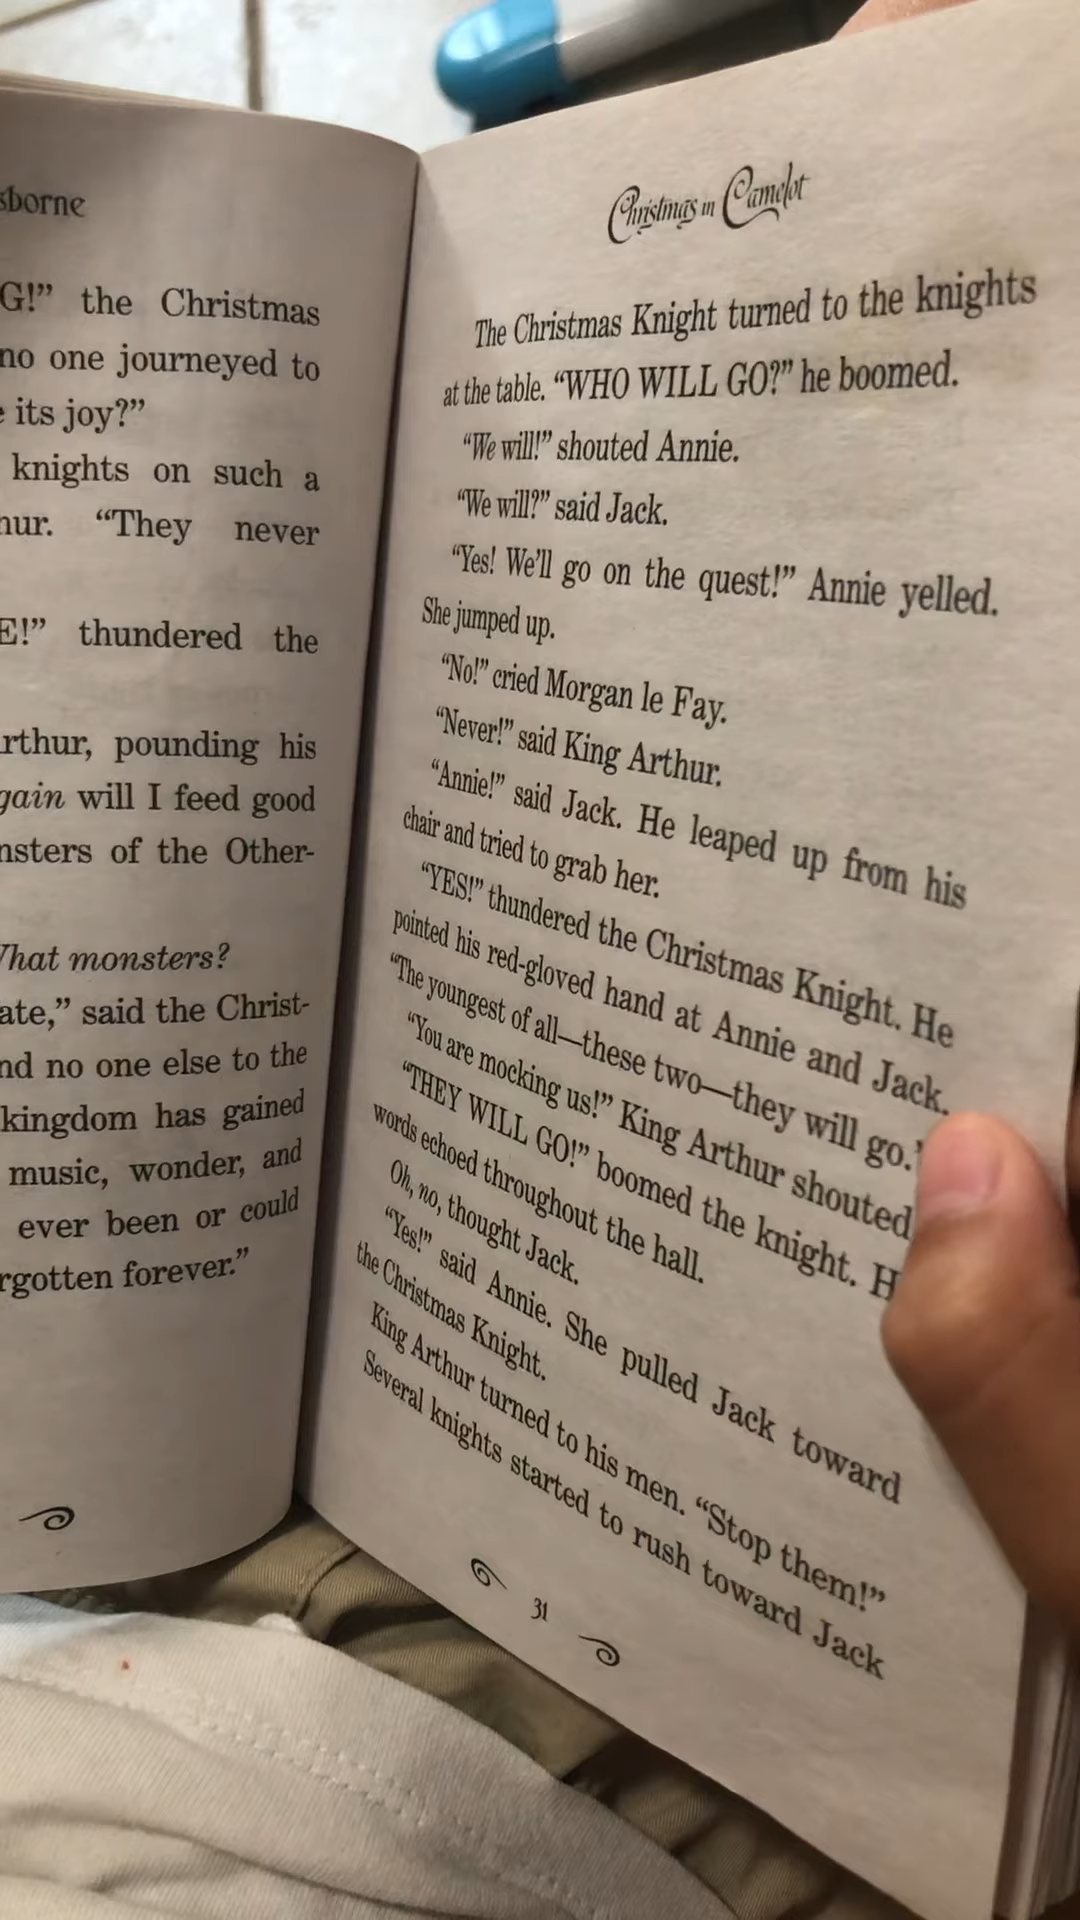 sborne
G!” the Christmas
no one journeyed to
its joy?”
knights on such a
hur. “They never
E!” thundered the
rthur, pounding his
gain will I feed good
nsters of the Other-
What monsters?
ate,” said the Christ-
nd no one else to the
kingdom has gained
music, wonder, and
ever been or could
rgotten forever.”
Christmas in Camelot
The Christmas Knight turned to the knights
at the table. “WHO WILL GO?” he boomed.
“We will!” shouted Annie.
“We will?” said Jack.
“Yes! We’ll go on the quest!” Annie yelled.
She jumped up.
“No!” cried Morgan le Fay.
“Never!” said King Arthur.
“Annie!” said Jack. He leaped up from his
chair and tried to grab her.
“YES!” thundered the Christmas Knight. He
pointed his red-gloved hand at Annie and Jack.
“The youngest of all—these two—they will go.”
“You are mocking us!” King Arthur shouted
“THEY WILL GO!” boomed the knight. H
words echoed throughout the hall.
Oh, no, thought Jack.
“Yes!” said Annie. She pulled Jack toward
the Christmas Knight.
King Arthur turned to his men. “Stop them!”
Several knights started to rush toward Jack
31